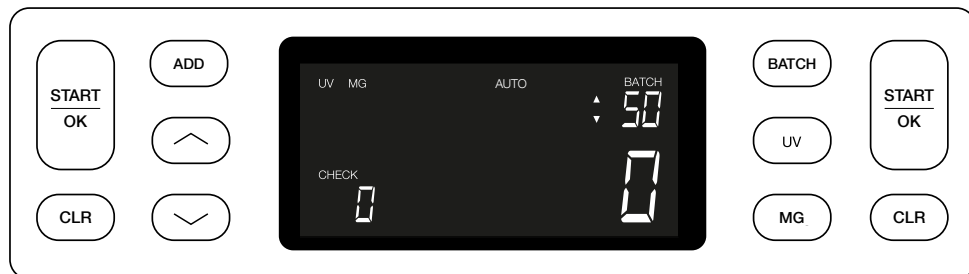 START
OK
CLR
ADD
UV MG AUTO BATCH
50
CHECK
0
0
BATCH
UV
MG
START
OK
CLR